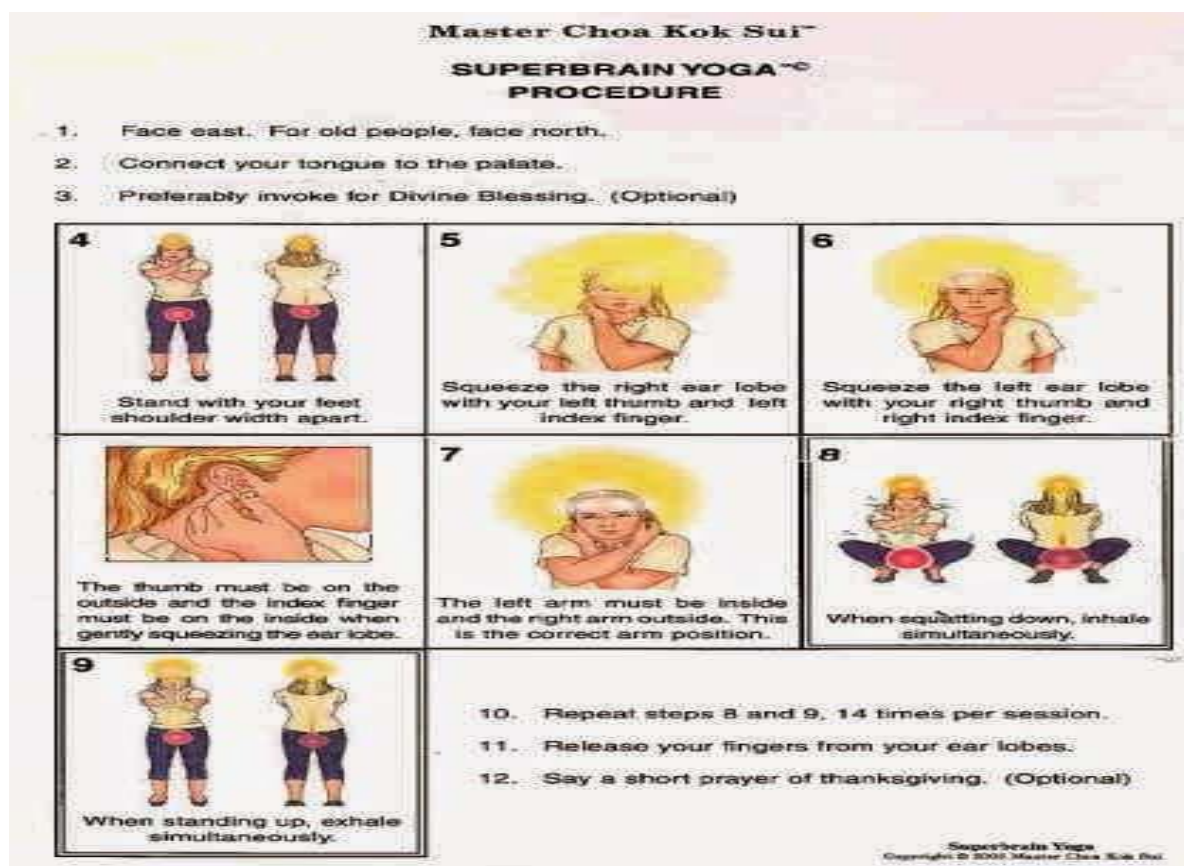 Master Choa Kok Sui™
SUPERBRAIN YOGA™©
PROCEDURE
1. Face east. For old people, face north.
2. Connect your tongue to the palate.
3. Preferably invoke for Divine Blessing. (Optional)
4
Stand with your feet
shoulder width apart.
5
Squeeze the right ear lobe
with your left thumb and left
index finger.
6
Squeeze the left ear lobe
with your right thumb and
right index finger.
The thumb must be on the
outside and the index finger
must be on the inside when
gently squeezing the ear lobe.
7
The left arm must be inside
and the right arm outside. This
is the correct arm position.
8
When squatting down, inhale
simultaneously.
9
When standing up, exhale
simultaneously.
10. Repeat steps 8 and 9, 14 times per session.
11. Release your fingers from your ear lobes.
12. Say a short prayer of thanksgiving. (Optional)
Superbrain Yoga
Copyright © Master Choa Kok Sui